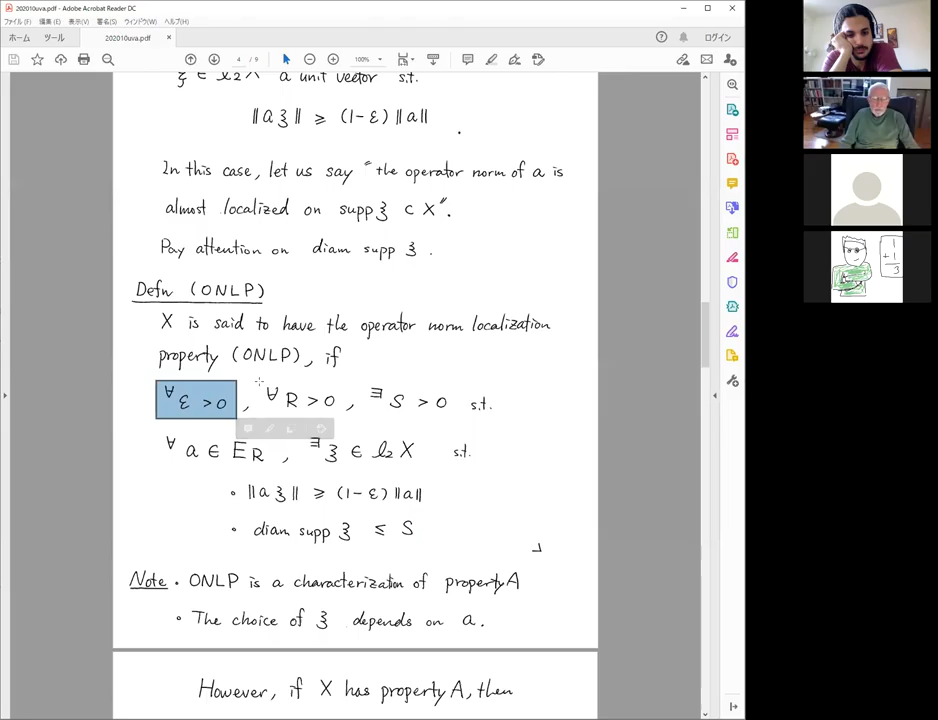 202010uva.pdf - Adobe Acrobat Reader DC
ファイル(F) 編集(E) 表示(V) 署名(S) ウィンドウ(W) ヘルプ(H)
ホーム ツール 202010uva.pdf ×
4 / 9 100% ログイン
ξ ∈ ℓ₂X a unit vector s.t.
‖aξ‖ ≥ (1-ε)‖a‖ .
In this case, let us say "the operator norm of a is
almost localized on supp ξ ⊂ X".
Pay attention on diam supp ξ.
Defn (ONLP)
X is said to have the operator norm localization
property (ONLP), if
∀ε>0, ∀R>0, ∃S>0 s.t.
∀a ∈ E_R, ∃ξ ∈ ℓ₂X s.t.
• ‖aξ‖ ≥ (1-ε)‖a‖
• diam supp ξ ≤ S
」
Note • ONLP is a characterization of property A
• The choice of ξ depends on a.
However, if X has property A, then
1
+1
3